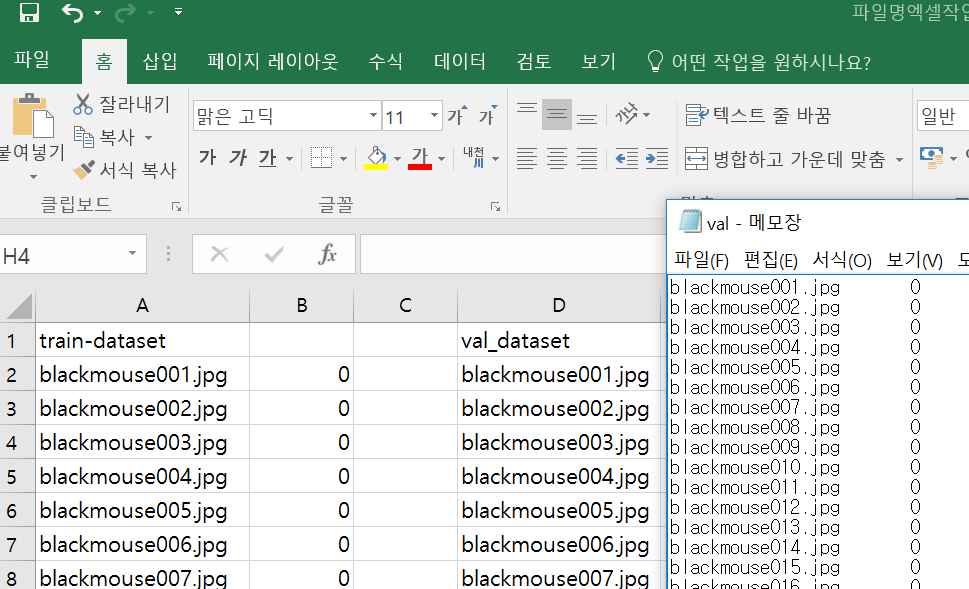 파일명엑셀작업
파일 홈 삽입 페이지 레이아웃 수식 데이터 검토 보기 어떤 작업을 원하시나요?
잘라내기
복사
서식 복사
붙여넣기
클립보드
맑은 고딕 11 가 가
가 가 가 가 내천 川
글꼴
텍스트 줄 바꿈
병합하고 가운데 맞춤
일반
H4 fx
A B C D
1 train-dataset val_dataset
2 blackmouse001.jpg 0 blackmouse001.jpg
3 blackmouse002.jpg 0 blackmouse002.jpg
4 blackmouse003.jpg 0 blackmouse003.jpg
5 blackmouse004.jpg 0 blackmouse004.jpg
6 blackmouse005.jpg 0 blackmouse005.jpg
7 blackmouse006.jpg 0 blackmouse006.jpg
8 blackmouse007.jpg 0 blackmouse007.jpg
val - 메모장
파일(F) 편집(E) 서식(O) 보기(V)
blackmouse001.jpg 0
blackmouse002.jpg 0
blackmouse003.jpg 0
blackmouse004.jpg 0
blackmouse005.jpg 0
blackmouse006.jpg 0
blackmouse007.jpg 0
blackmouse008.jpg 0
blackmouse009.jpg 0
blackmouse010.jpg 0
blackmouse011.jpg 0
blackmouse012.jpg 0
blackmouse013.jpg 0
blackmouse014.jpg 0
blackmouse015.jpg 0
blackmouse016.jpg 0